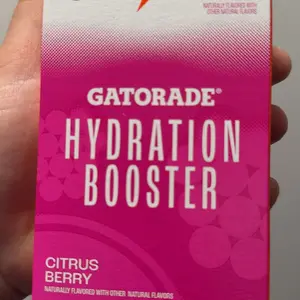 NATURALLY FLAVORED WITH
OTHER NATURAL FLAVORS
GATORADE®
HYDRATION
BOOSTER
CITRUS
BERRY
NATURALLY FLAVORED WITH OTHER NATURAL FLAVORS